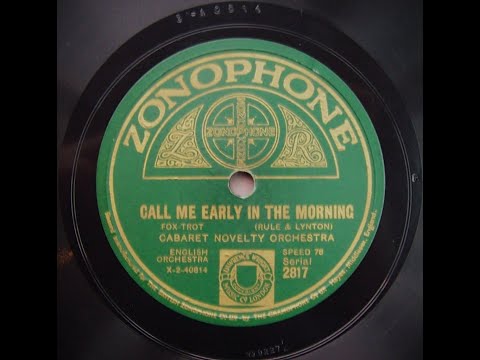 ZONOPHONE
ZONOPHONE
Z R
CALL ME EARLY IN THE MORNING
FOX-TROT (RULE & LYNTON)
CABARET NOVELTY ORCHESTRA
ENGLISH ORCHESTRA
X-2-40814
SPEED 78
Serial
2817